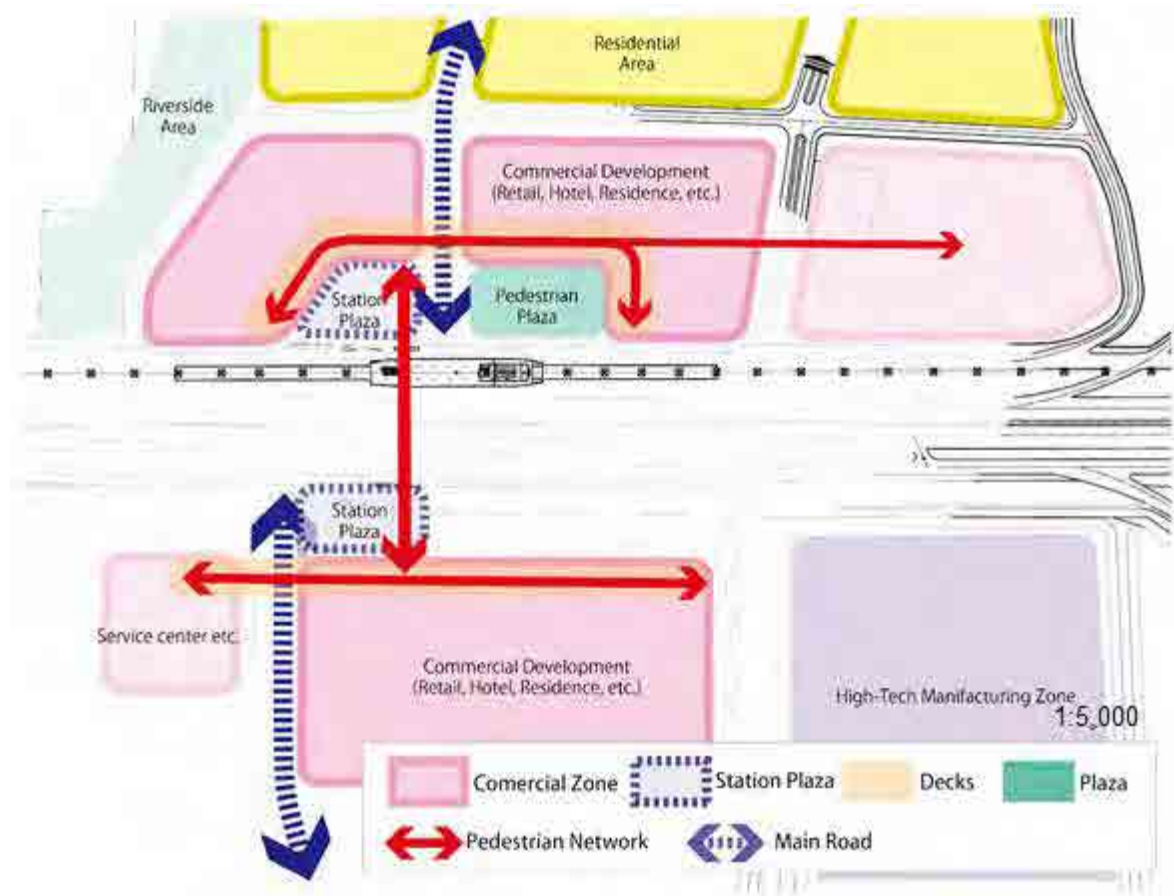 Residential
Area
Riverside
Area
Commercial Development
(Retail, Hotel, Residence, etc.)
Station
Plaza
Pedestrian
Plaza
Station
Plaza
Service center etc.
Commercial Development
(Retail, Hotel, Residence, etc.)
High-Tech Manifacturing Zone
1:5,000
Comercial Zone
Station Plaza
Decks
Plaza
Pedestrian Network
Main Road